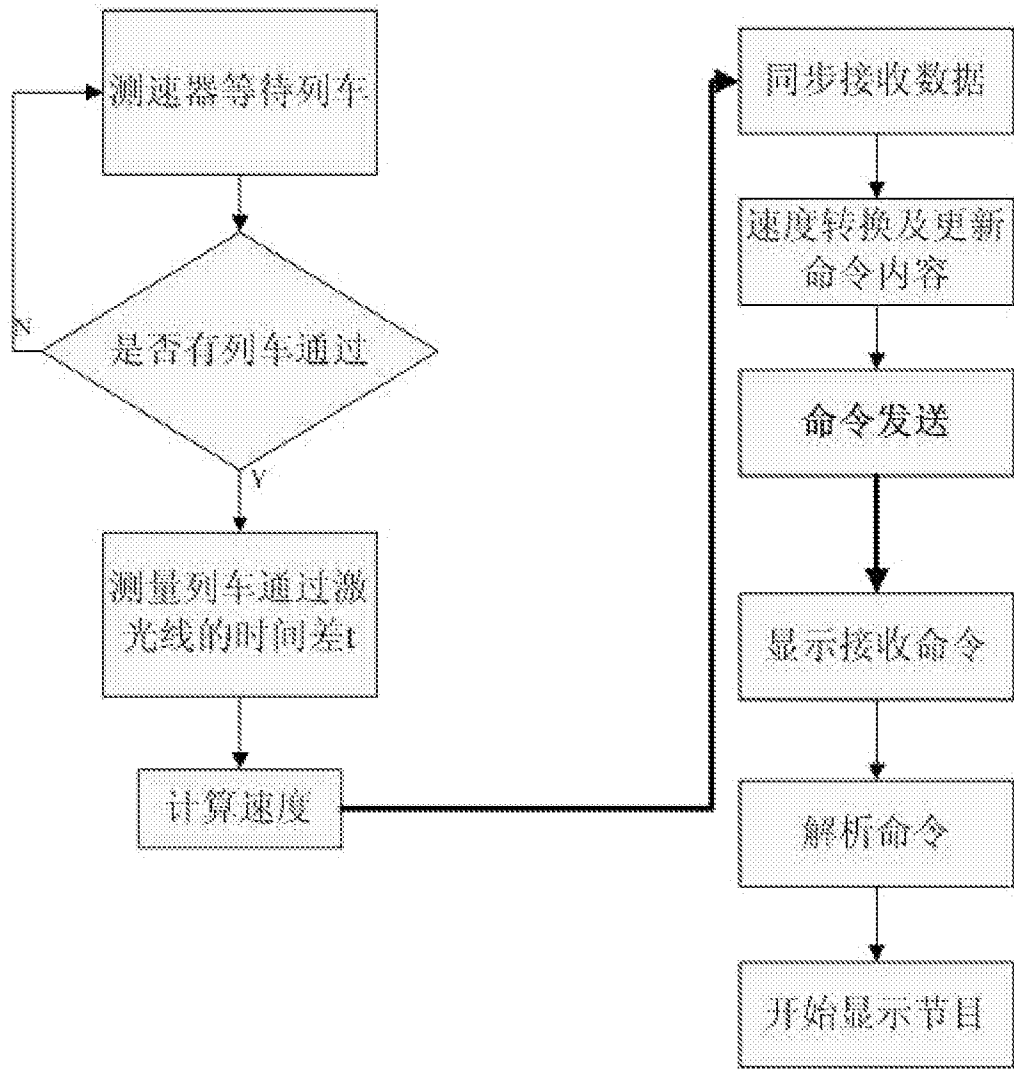 测速器等待列车
N
是否有列车通过
Y
测量列车通过激
光线的时间差t
计算速度
同步接收数据
速度转换及更新
命令内容
命令发送
显示接收命令
解析命令
开始显示节目